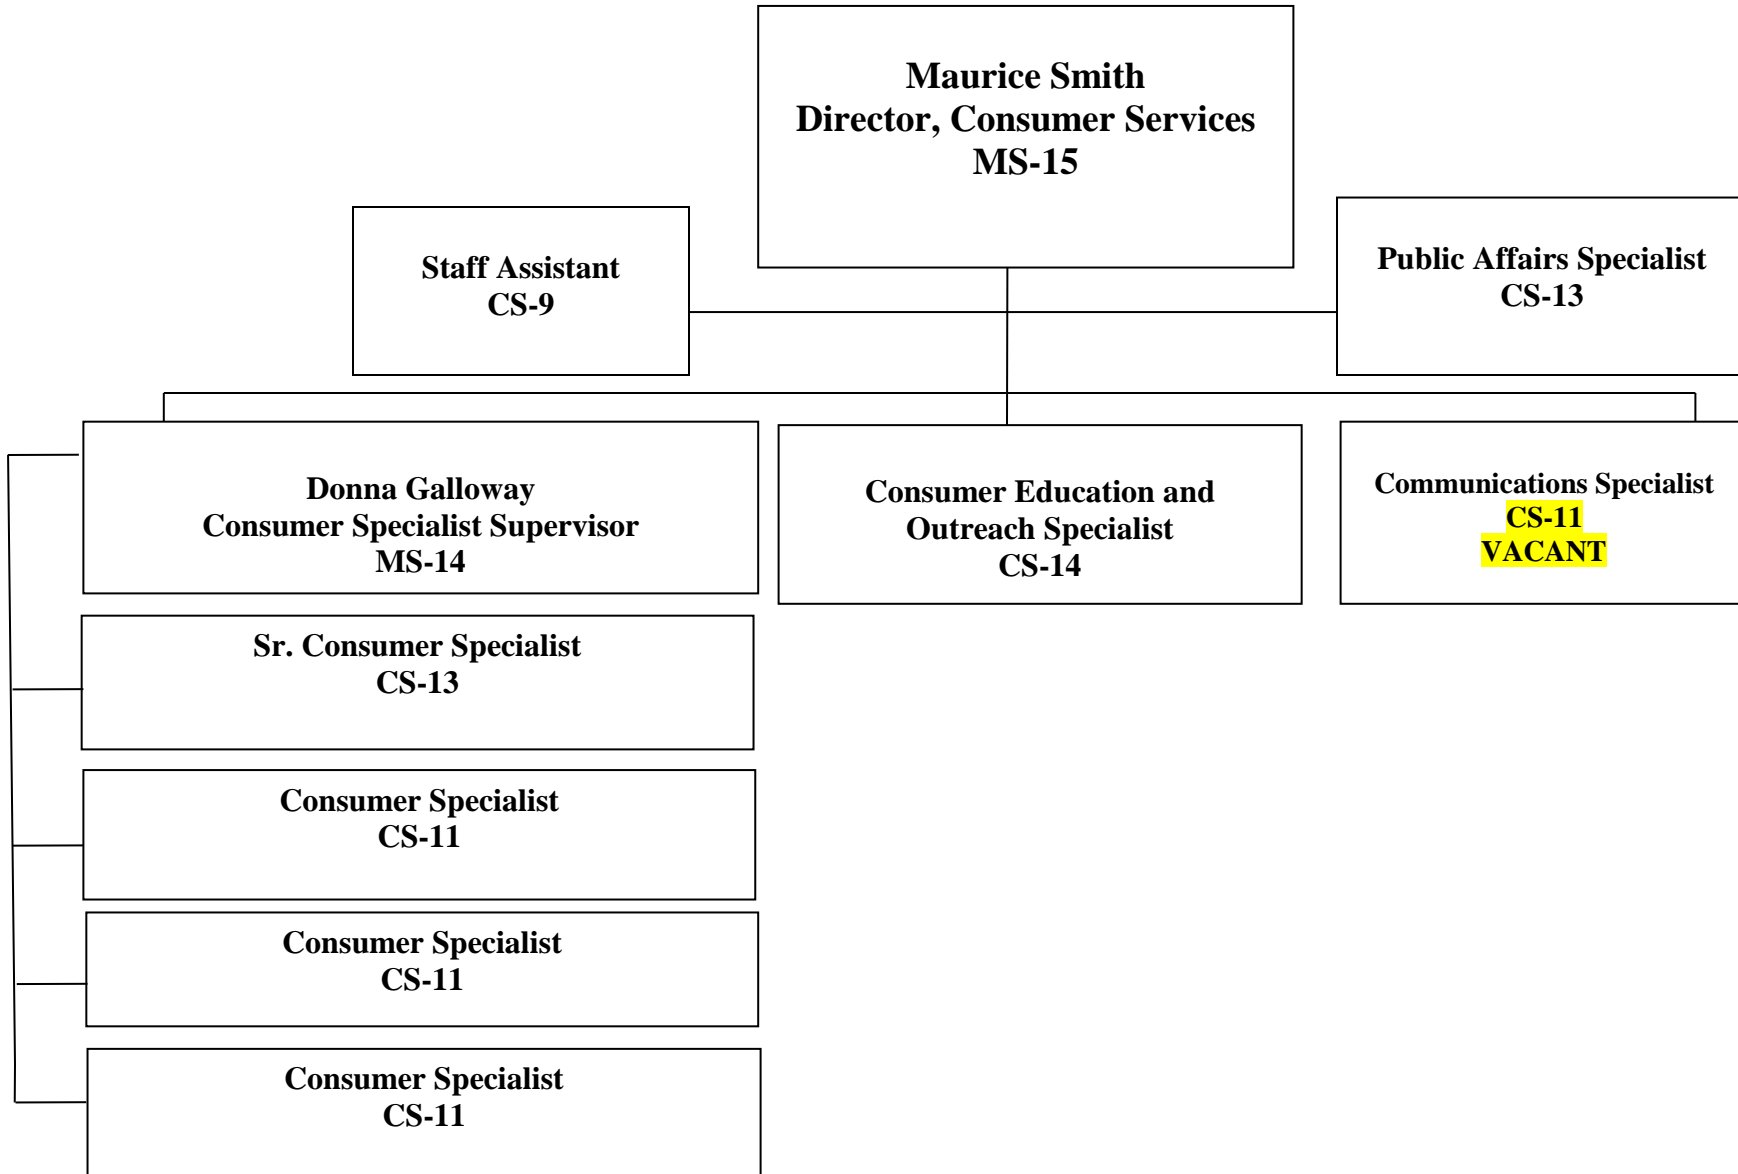 Maurice Smith
Director, Consumer Services
MS-15
Staff Assistant
CS-9
Public Affairs Specialist
CS-13
Donna Galloway
Consumer Specialist Supervisor
MS-14
Consumer Education and
Outreach Specialist
CS-14
Communications Specialist
CS-11
VACANT
Sr. Consumer Specialist
CS-13
Consumer Specialist
CS-11
Consumer Specialist
CS-11
Consumer Specialist
CS-11